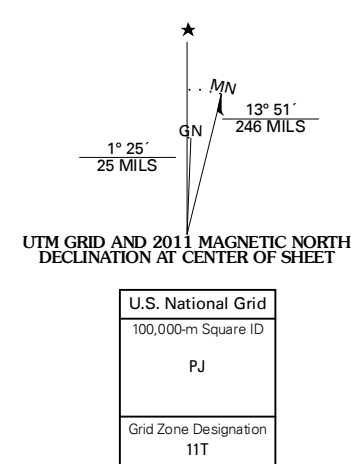 ★
MN
GN
13° 51´
246 MILS
1° 25´
25 MILS
UTM GRID AND 2011 MAGNETIC NORTH
DECLINATION AT CENTER OF SHEET
U.S. National Grid
100,000-m Square ID
PJ
Grid Zone Designation
11T